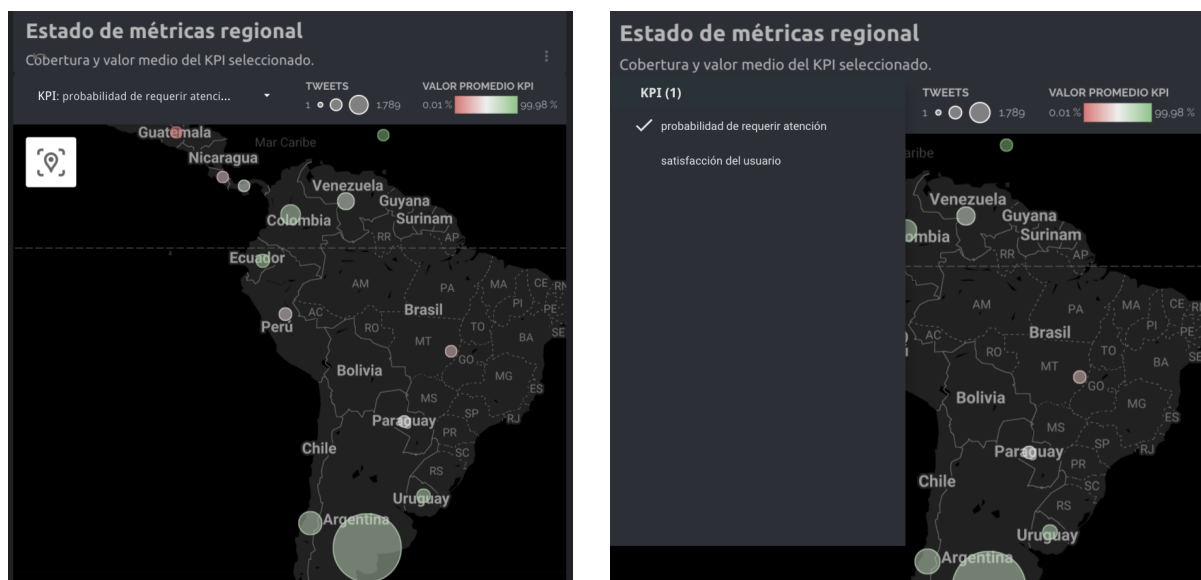 Estado de métricas regional
Cobertura y valor medio del KPI seleccionado.
KPI: probabilidad de requerir atenci...
TWEETS
1 1.789
VALOR PROMEDIO KPI
0,01 % 99,98 %
Guatemala
Mar Caribe
Nicaragua
Venezuela
Guyana
Surinam
Colombia
RR
AP
Ecuador
AM
PA
MA
CE
RN
PI
PE
Brasil
Perú
AC
RO
TO
SE
MT
BA
GO
Bolivia
MG
ES
MS
Paraguay
SP
RJ
PR
Chile
SC
RS
Uruguay
Argentina
Estado de métricas regional
Cobertura y valor medio del KPI seleccionado.
KPI (1)
probabilidad de requerir atención
satisfacción del usuario
TWEETS
1 1.789
VALOR PROMEDIO KPI
0,01 % 99,98 %
aribe
Venezuela
Guyana
ombia
Surinam
RR
AP
AM
PA
MA
CE
PI
PE
Brasil
AC
RO
TO
BA
MT
GO
Bolivia
MG
ES
MS
SP
RJ
Paraguay
PR
Chile
SC
RS
Uruguay
Argentina